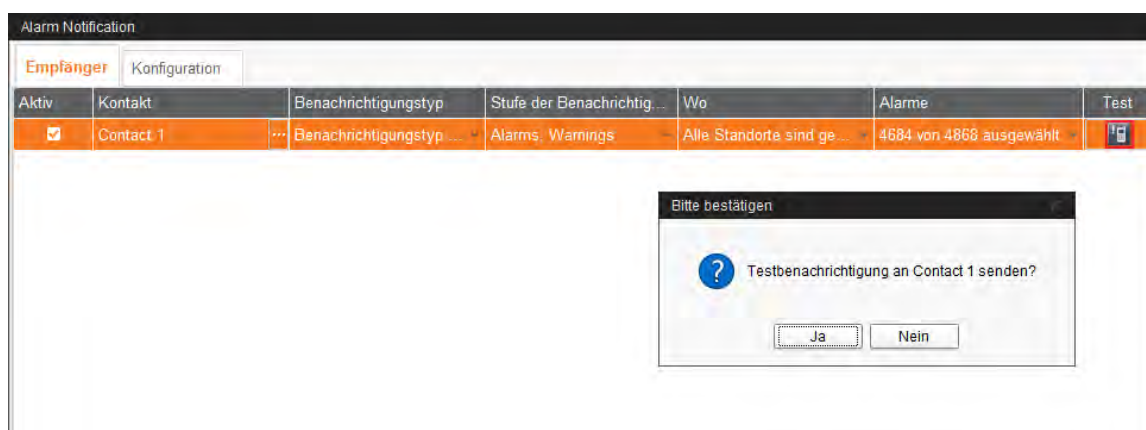 Alarm Notification
Empfänger Konfiguration
Aktiv Kontakt Benachrichtigungstyp Stufe der Benachrichtig... Wo Alarme Test
Contact 1 ... Benachrichtigungstyp ... Alarms, Warnings Alle Standorte sind ge... 4684 von 4868 ausgewählt
Bitte bestätigen
Testbenachrichtigung an Contact 1 senden?
Ja Nein